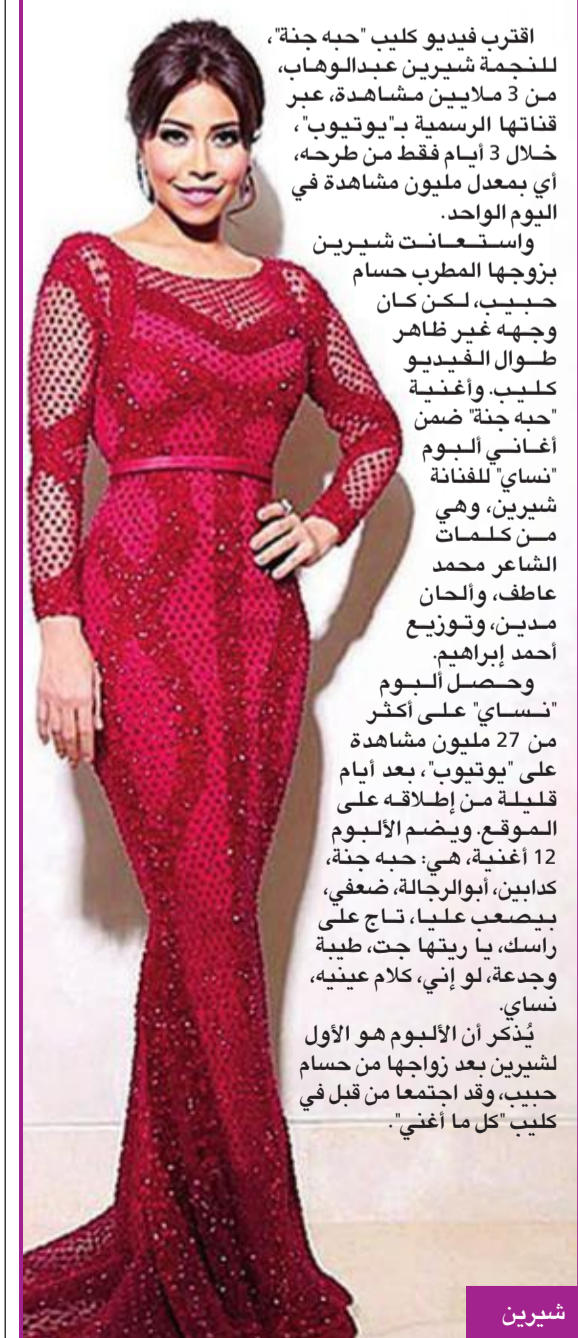 اقترب فيديو كليب "حبه جنة"،
للنجمة شيرين عبدالوهاب،
من 3 ملايين مشاهدة، عبر
قناتها الرسمية بـ"يوتيوب"،
خلال 3 أيام فقط من طرحه،
أي بمعدل مليون مشاهدة في
اليوم الواحد.
واستعانت شيرين
بزوجها المطرب حسام
حبيب، لكن كان
وجهه غير ظاهر
طوال الفيديو
كليب. وأغنية
"حبه جنة" ضمن
أغاني ألبوم
"نساي" للفنانة
شيرين، وهي
من كلمات
الشاعر محمد
عاطف، وألحان
مدين، وتوزيع
أحمد إبراهيم.
وحصل ألبوم
"نساي" على أكثر
من 27 مليون مشاهدة
على "يوتيوب"، بعد أيام
قليلة من إطلاقه على
الموقع. ويضم الألبوم
12 أغنية، هي: حبه جنة،
كدابين، أبوالرجالة، ضعفي،
بيصعب عليا، تاج على
راسك، يا ريتها جت، طيبة
وجدعة، لو إني، كلام عينيه،
نساي.
يُذكر أن الألبوم هو الأول
لشيرين بعد زواجها من حسام
حبيب، وقد اجتمعا من قبل في
كليب "كل ما أغني".
شيرين